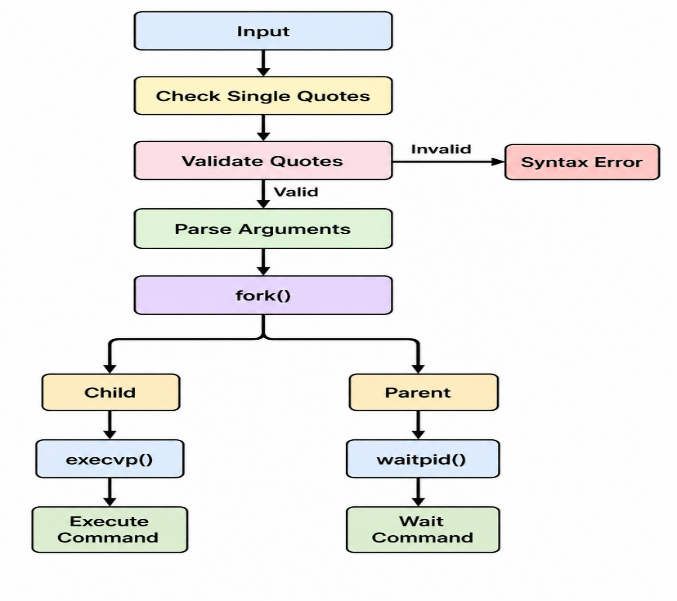 Input
Check Single Quotes
Validate Quotes
Invalid
Syntax Error
Valid
Parse Arguments
fork()
Child
Parent
execvp()
waitpid()
Execute
Command
Wait
Command